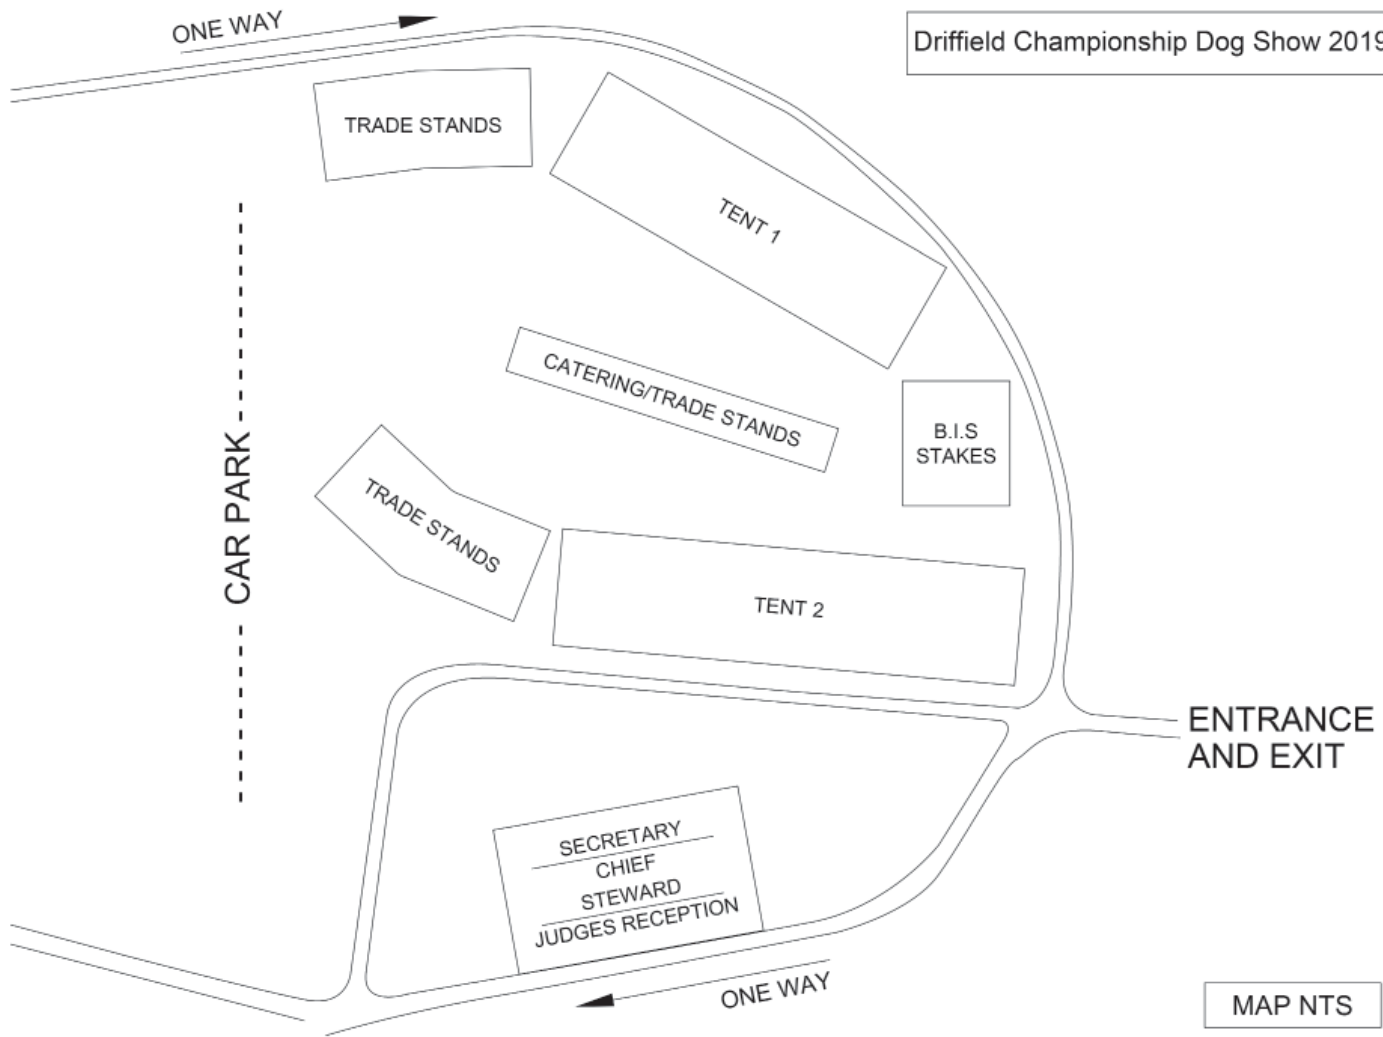 ONE WAY
Driffield Championship Dog Show 2019
TRADE STANDS
TENT 1
CATERING/TRADE STANDS
B.I.S
STAKES
CAR PARK
TRADE STANDS
TENT 2
ENTRANCE
AND EXIT
SECRETARY
CHIEF
STEWARD
JUDGES RECEPTION
ONE WAY
MAP NTS